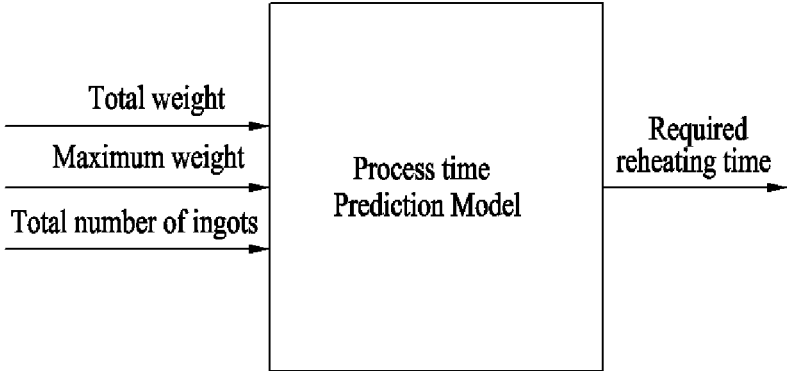 Total weight
Maximum weight
Total number of ingots
Process time
Prediction Model
Required
reheating time